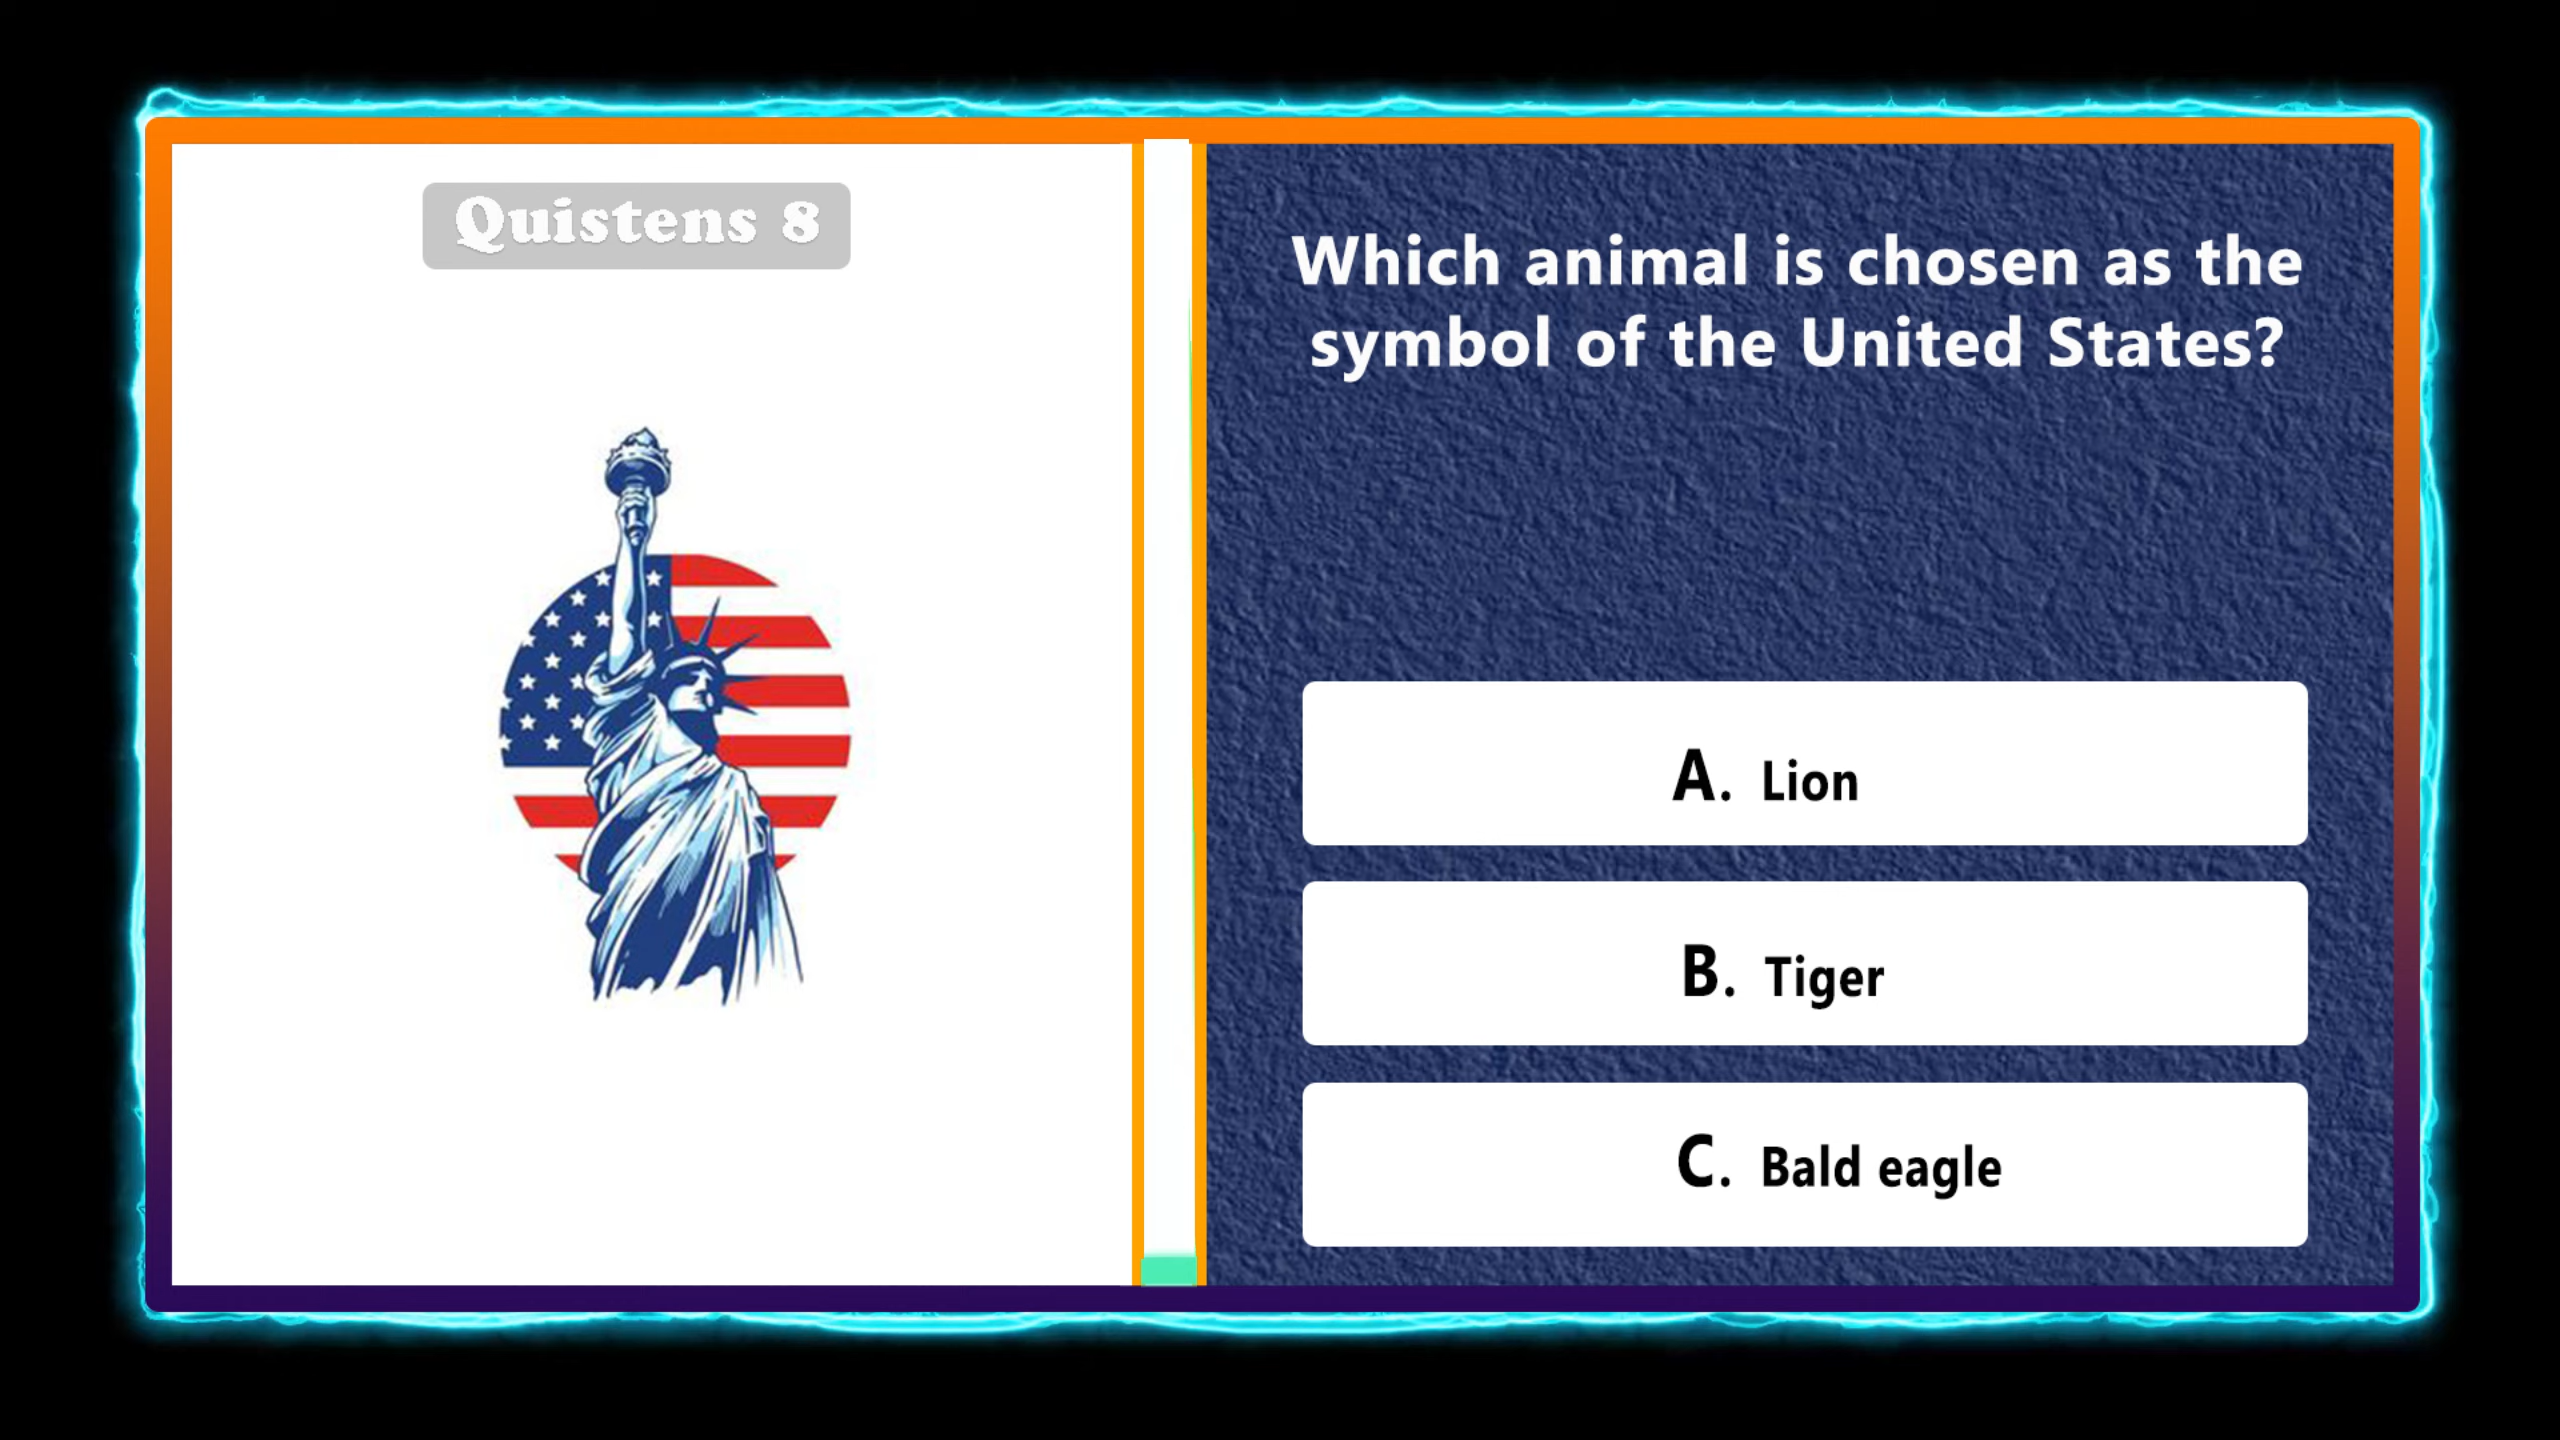 Quistens 8
Which animal is chosen as the
symbol of the United States?
A. Lion
B. Tiger
C. Bald eagle